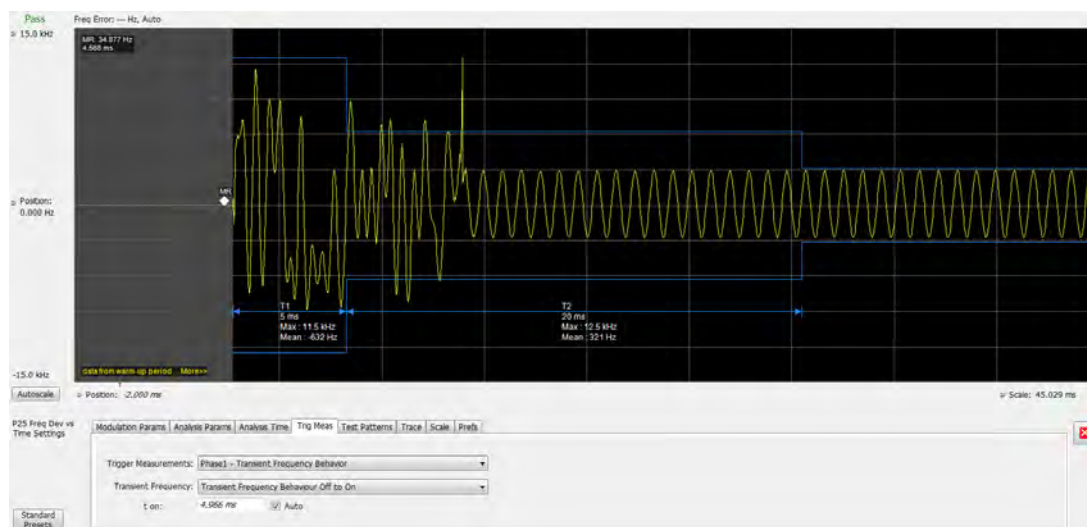 Pass
Freq Error: --- Hz, Auto
15.0 kHz
MR: 34.877 Hz
4.568 ms
MR
Position:
0.000 Hz
T1
5 ms
Max : 11.5 kHz
Mean : -632 Hz
T2
20 ms
Max : 12.5 kHz
Mean : 321 Hz
data from warm-up period More>>
-15.0 kHz
T
Autoscale
Position: -2.000 ms
Scale: 45.029 ms
P25 Freq Dev vs
Time Settings
Modulation Params Analysis Params Analysis Time Trig Meas Test Patterns Trace Scale Prefs
Trigger Measurements: Phase1 - Transient Frequency Behavior
Transient Frequency: Transient Frequency Behaviour Off to On
t on: 4.966 ms Auto
Standard
Presets